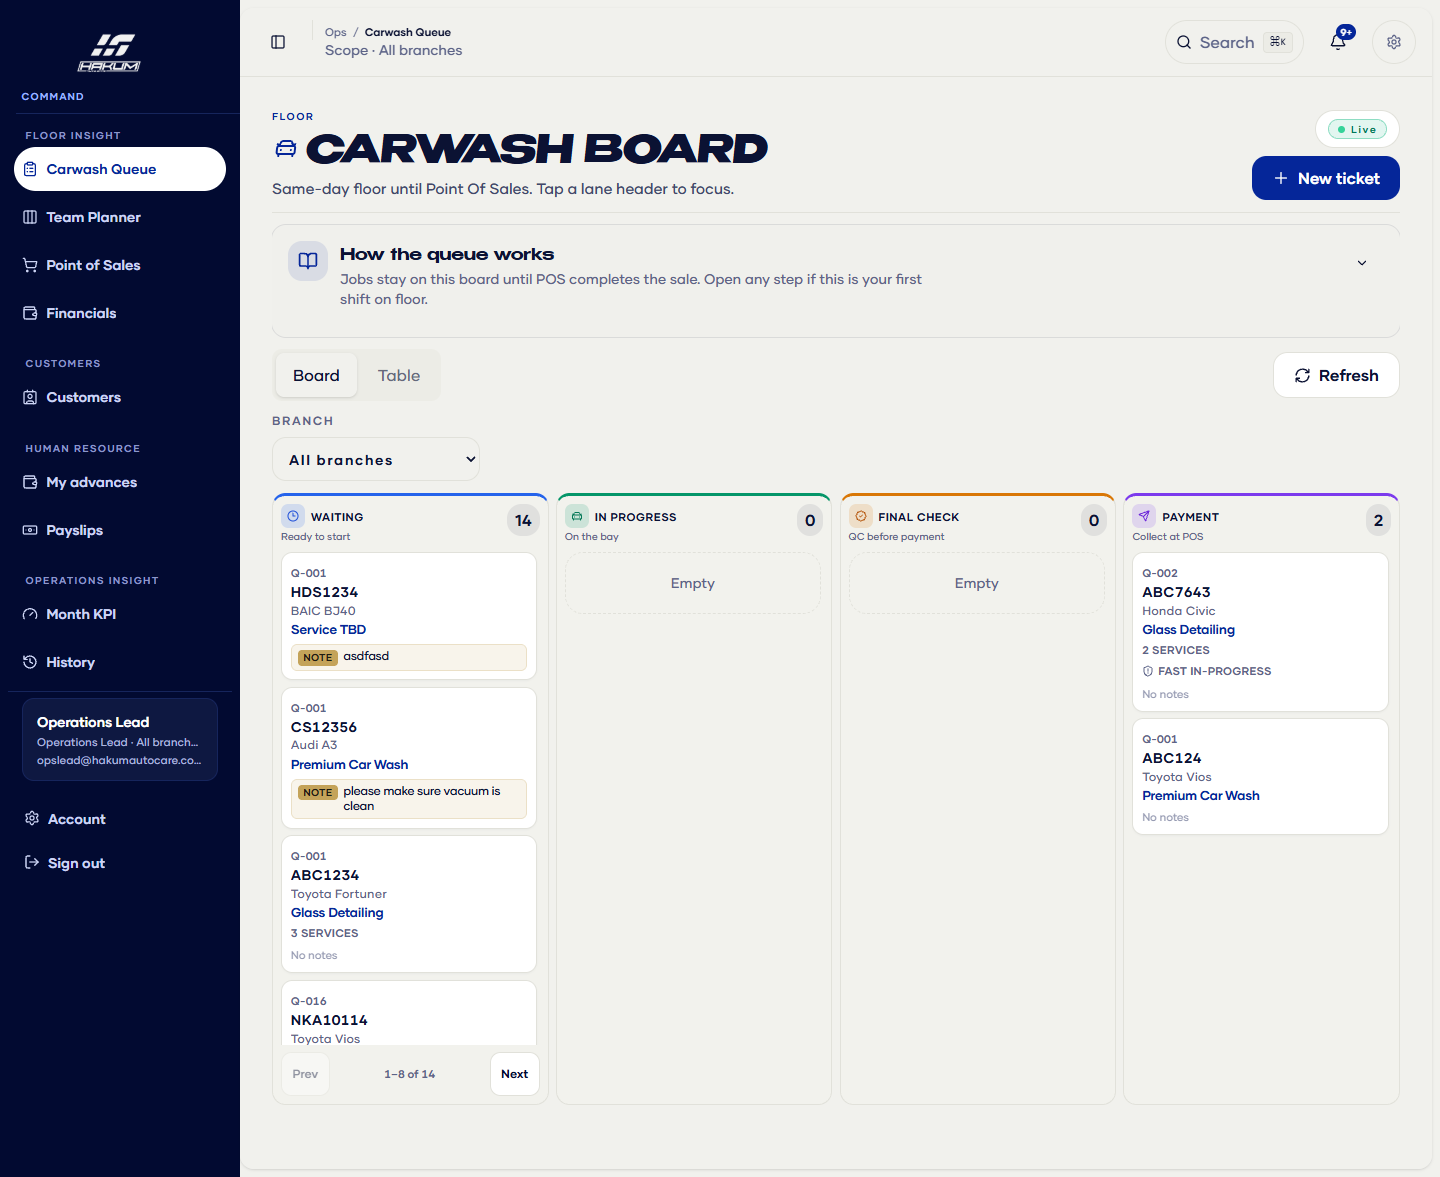 HAKUM
COMMAND
FLOOR INSIGHT
Carwash Queue
Team Planner
Point of Sales
Financials
CUSTOMERS
Customers
HUMAN RESOURCE
My advances
Payslips
OPERATIONS INSIGHT
Month KPI
History
Operations Lead
Operations Lead · All branch...
opslead@hakumautocare.co...
Account
Sign out
Ops / Carwash Queue
Scope · All branches
Search ⌘K
9+
FLOOR
CARWASH BOARD
Same-day floor until Point Of Sales. Tap a lane header to focus.
Live
New ticket
How the queue works
Jobs stay on this board until POS completes the sale. Open any step if this is your first
shift on floor.
Board
Table
Refresh
BRANCH
All branches
WAITING
14
Ready to start
Q-001
HDS1234
BAIC BJ40
Service TBD
NOTE asdfasd
Q-001
CS12356
Audi A3
Premium Car Wash
NOTE please make sure vacuum is
clean
Q-001
ABC1234
Toyota Fortuner
Glass Detailing
3 SERVICES
No notes
Q-016
NKA10114
Toyota Vios
Prev
1–8 of 14
Next
IN PROGRESS
0
On the bay
Empty
FINAL CHECK
0
QC before payment
Empty
PAYMENT
2
Collect at POS
Q-002
ABC7643
Honda Civic
Glass Detailing
2 SERVICES
FAST IN-PROGRESS
No notes
Q-001
ABC124
Toyota Vios
Premium Car Wash
No notes